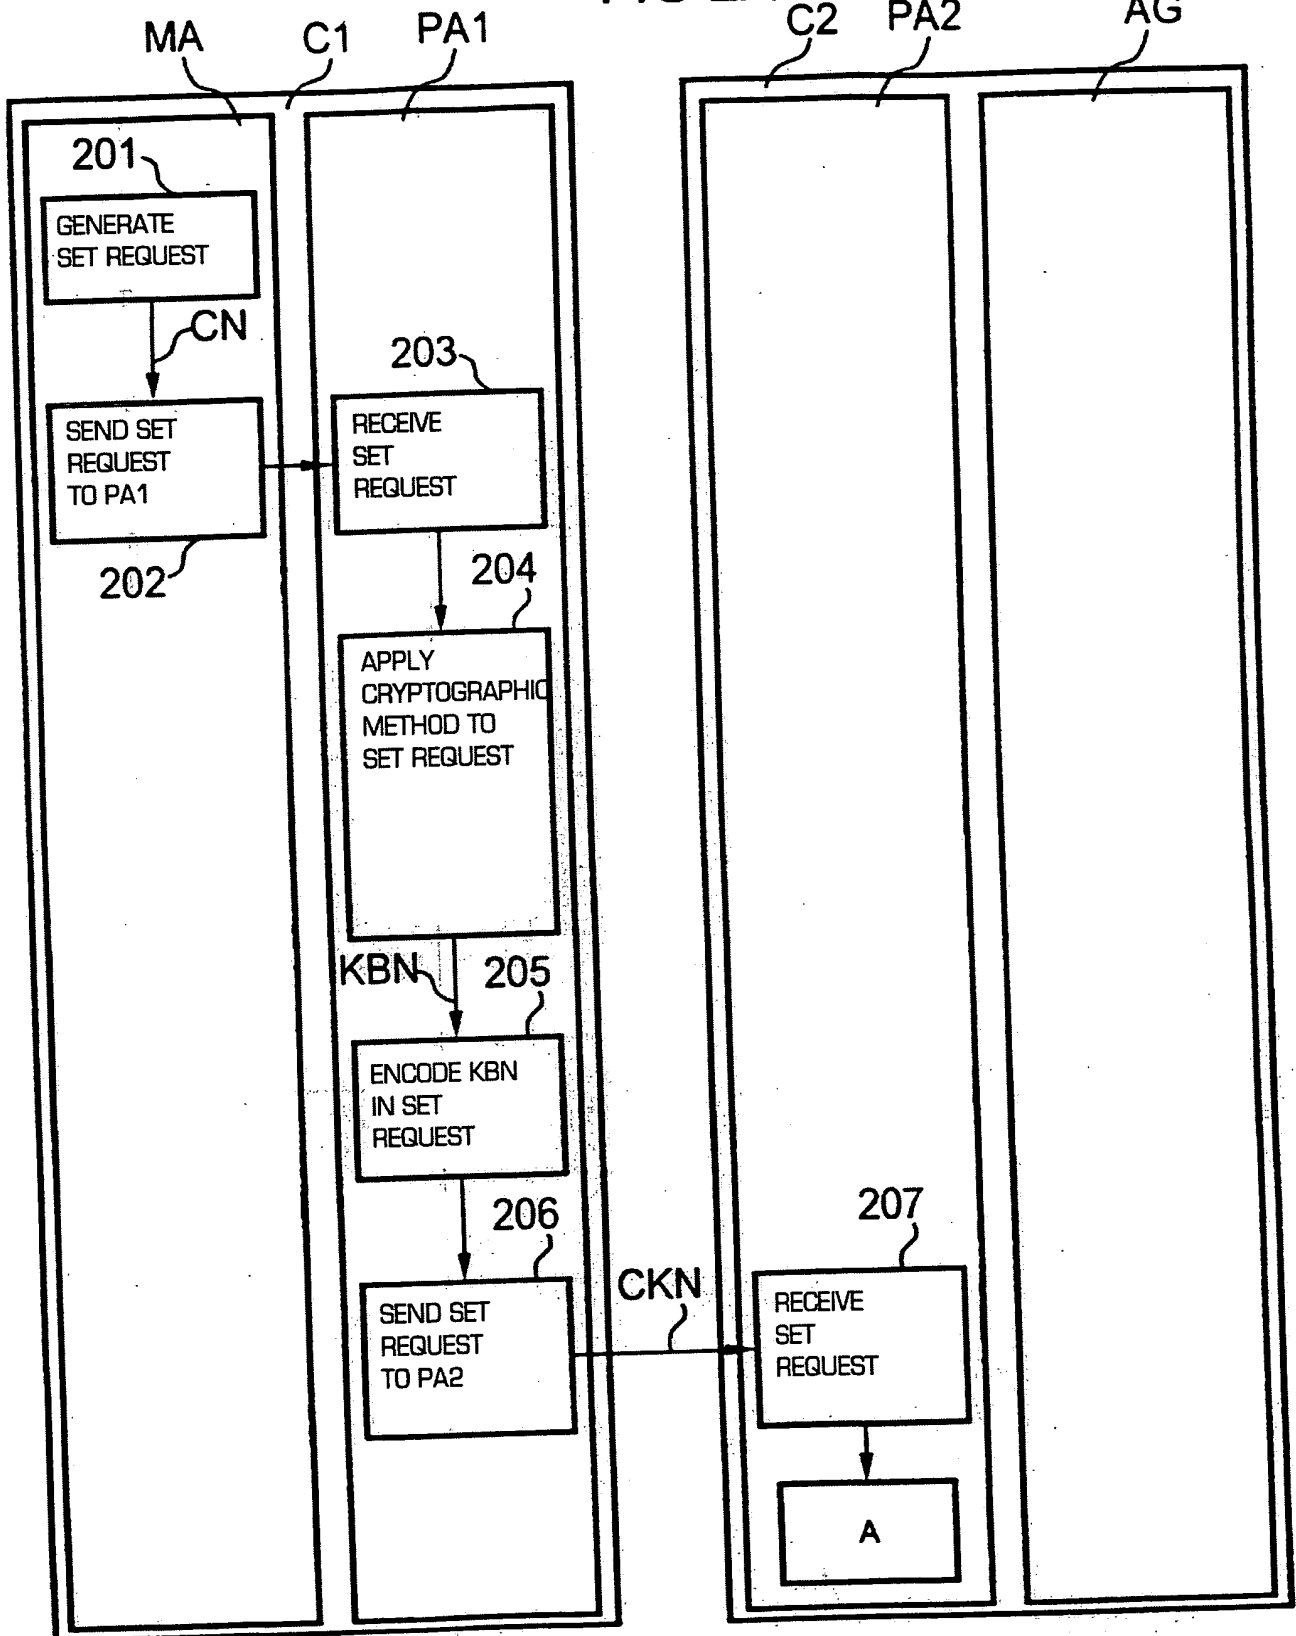 MA
C1
PA1
C2
PA2
AG
201
GENERATE
SET REQUEST
CN
SEND SET
REQUEST
TO PA1
202
203
RECEIVE
SET
REQUEST
204
APPLY
CRYPTOGRAPHIC
METHOD TO
SET REQUEST
KBN
205
ENCODE KBN
IN SET
REQUEST
206
SEND SET
REQUEST
TO PA2
CKN
207
RECEIVE
SET
REQUEST
A